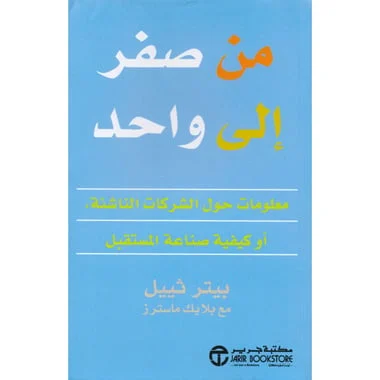 من صفر
إلى واحد
معلومات حول الشركات الناشئة،
أو كيفية صناعة المستقبل
بيتر ثييل
مع بلايك ماسترز
مكتبة جرير
JARIR BOOKSTORE